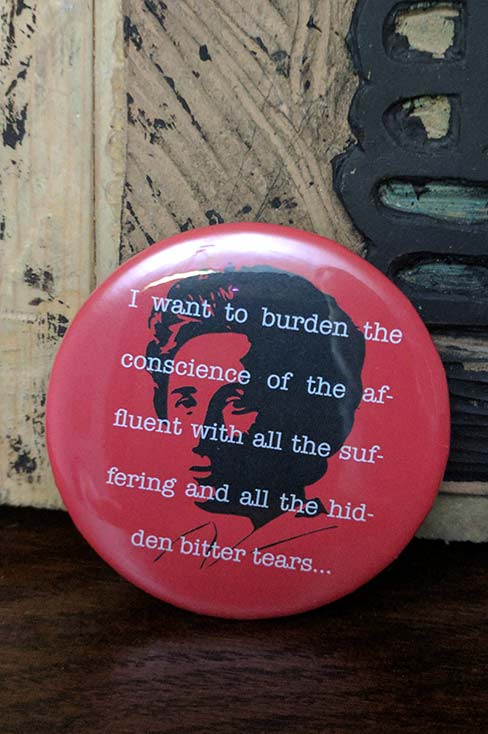 I want to burden the
conscience of the af-
fluent with all the suf-
fering and all the hid-
den bitter tears...